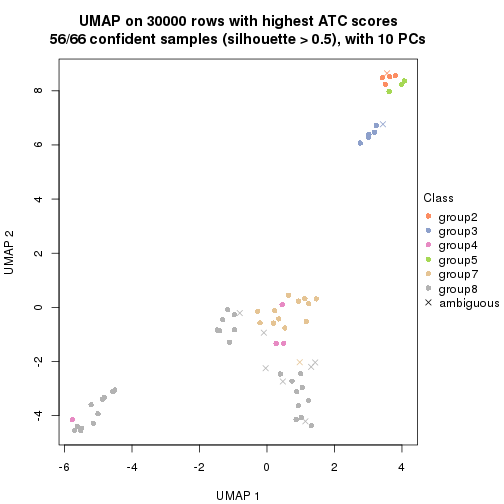 UMAP on 30000 rows with highest ATC scores
56/66 confident samples (silhouette > 0.5), with 10 PCs
8
6
4
2
0
-2
-4
UMAP 2
-6
-4
-2
0
2
4
UMAP 1
Class
group2
group3
group4
group5
group7
group8
ambiguous